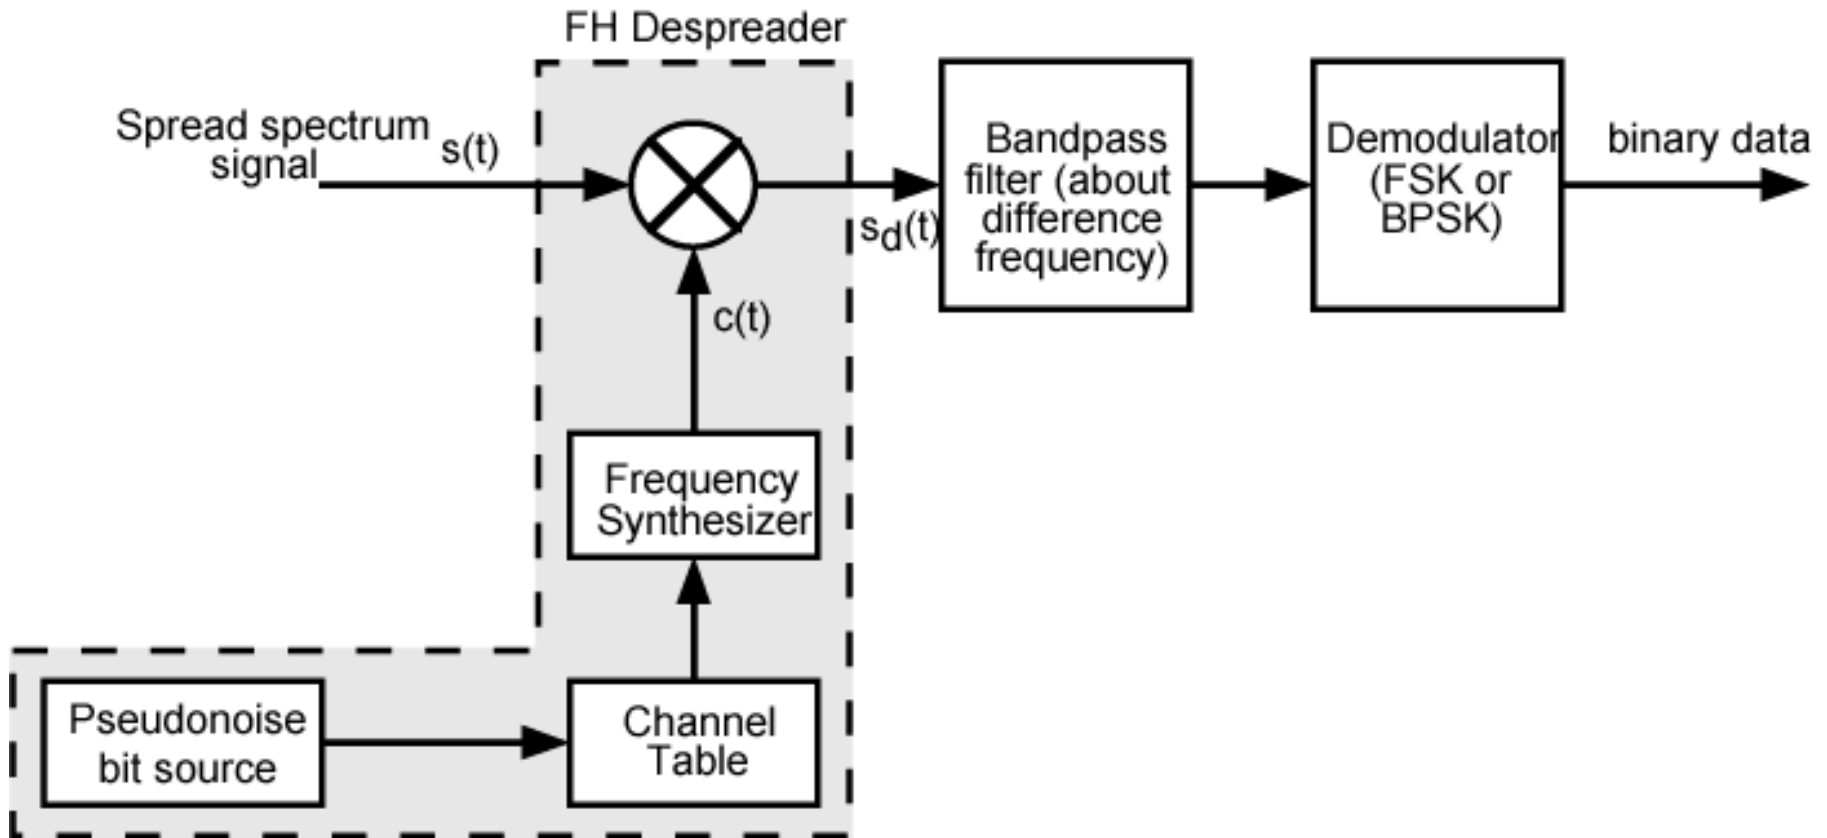 FH Despreader
Spread spectrum
signal
s(t)
c(t)
sd(t)
Bandpass
filter (about
difference
frequency)
Demodulator
(FSK or
BPSK)
binary data
Frequency
Synthesizer
Pseudonoise
bit source
Channel
Table